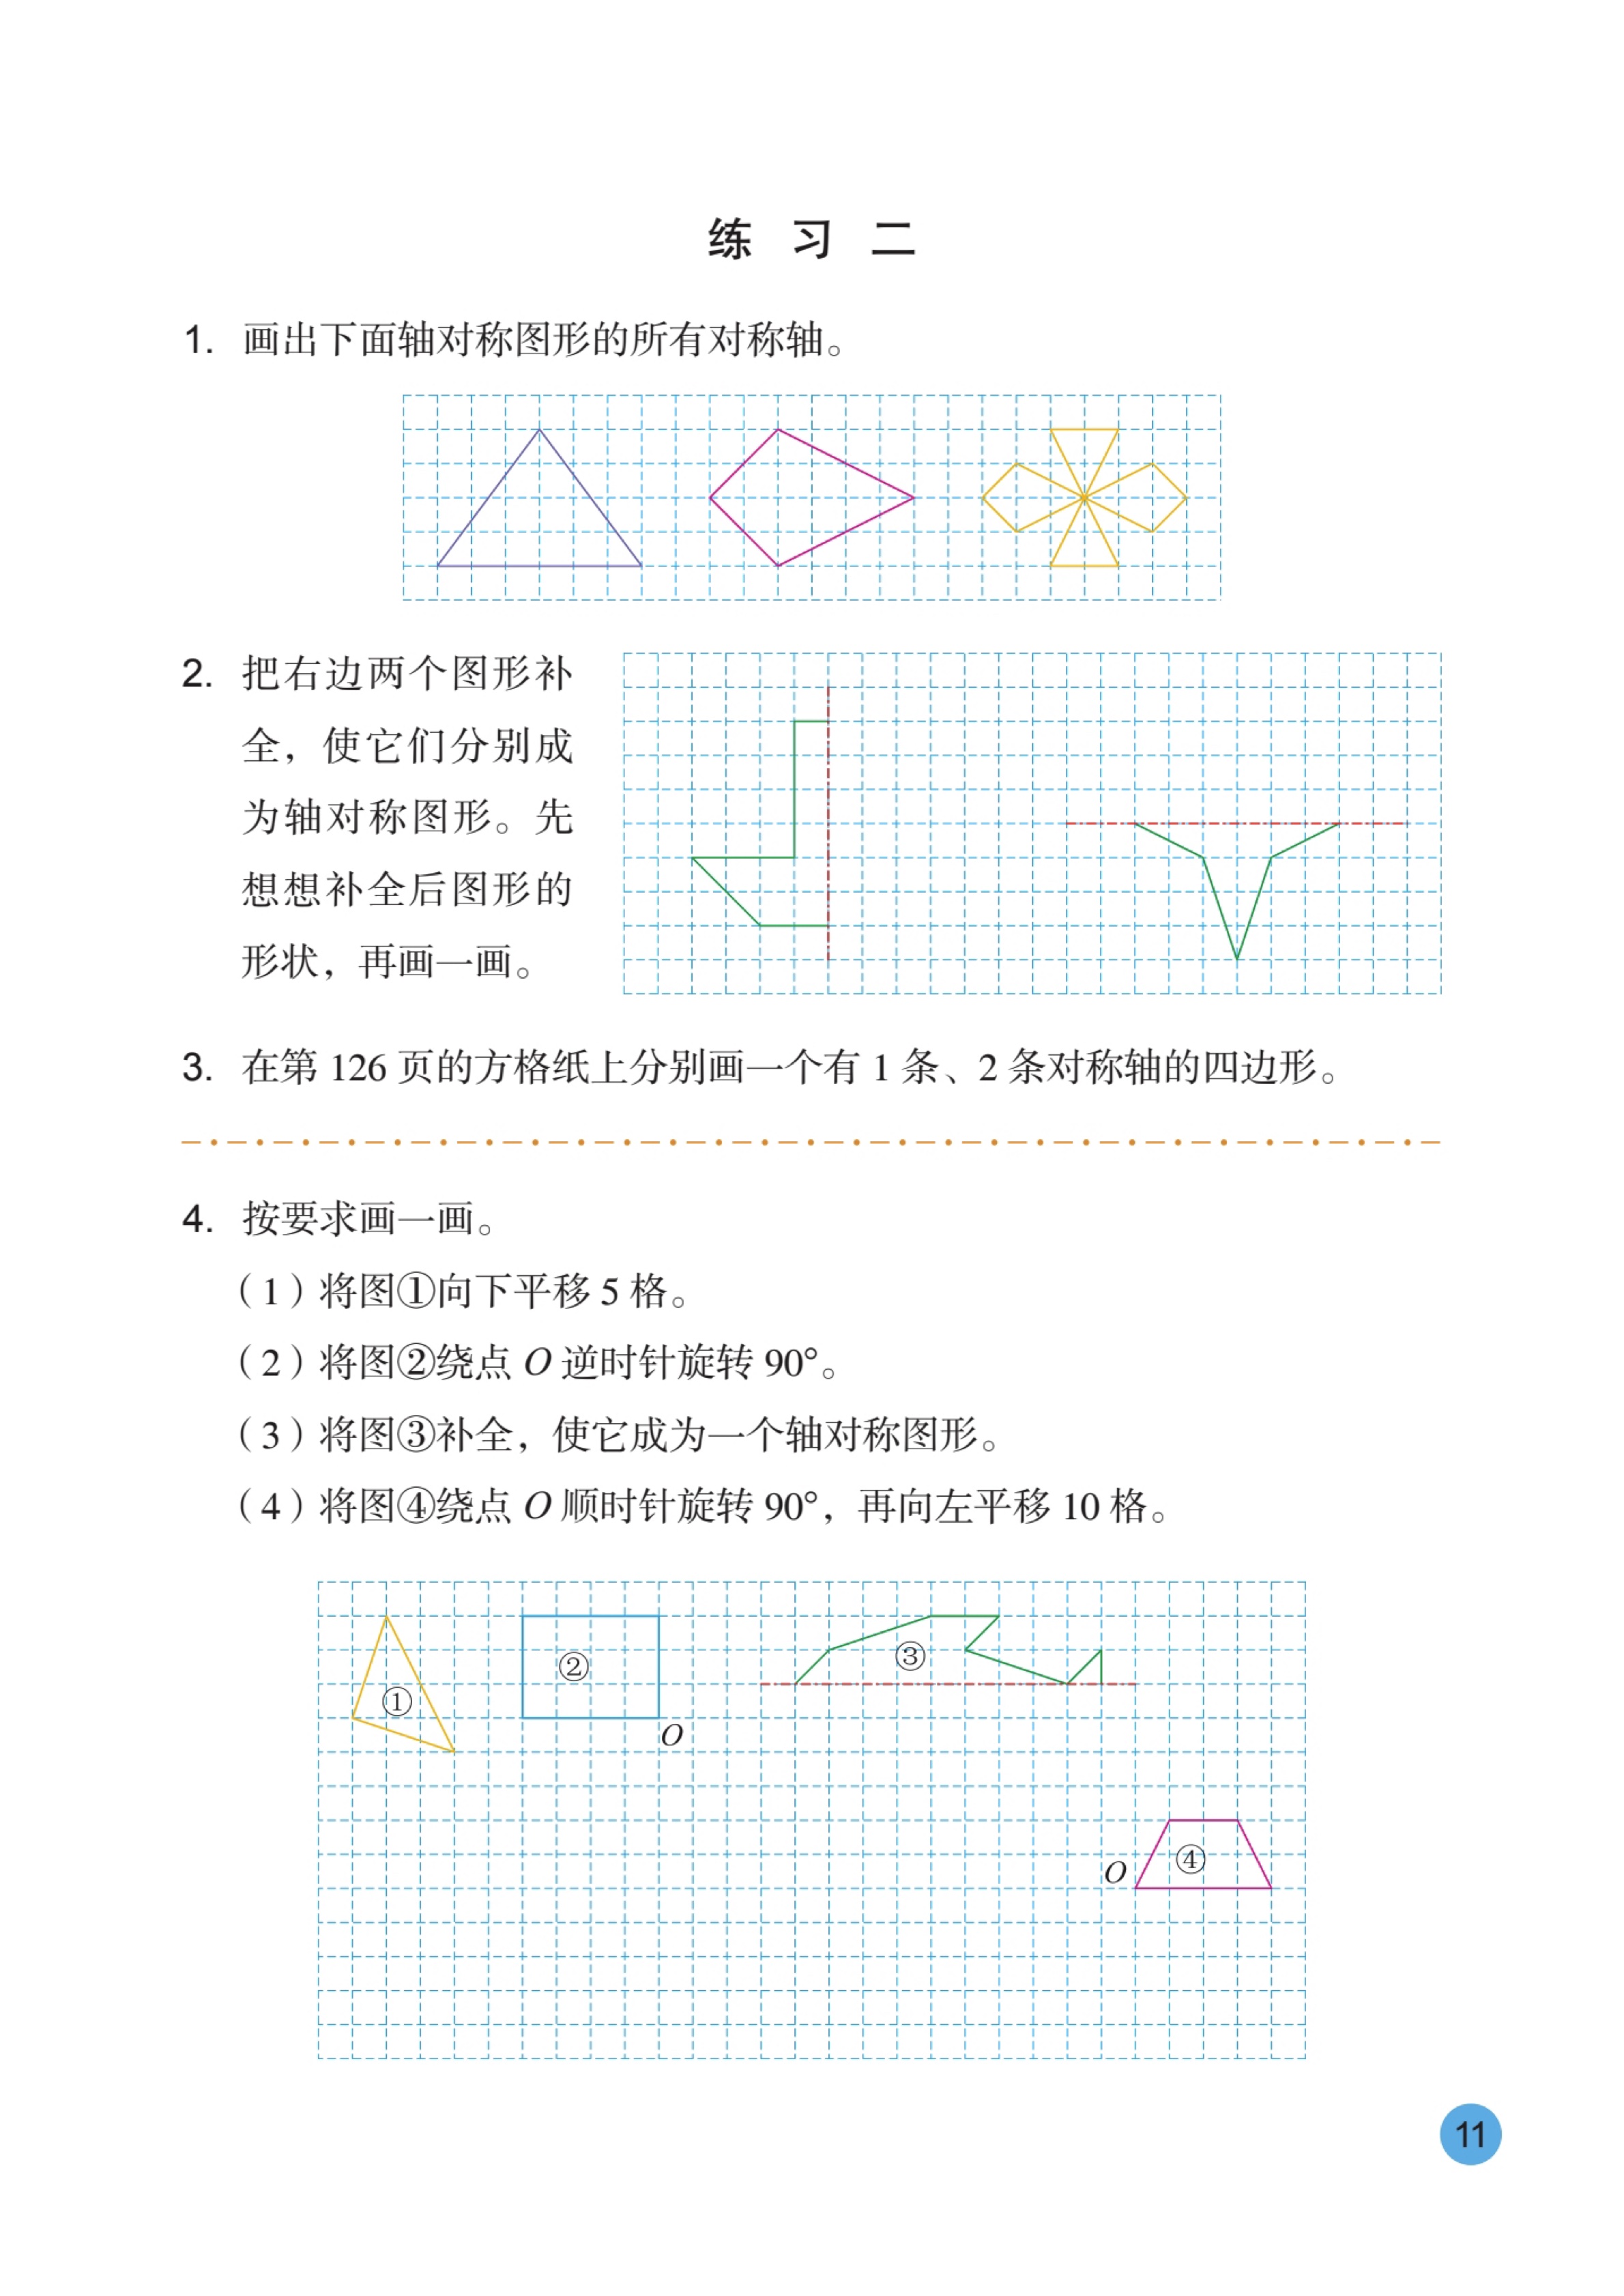 练 习 二
1. 画出下面轴对称图形的所有对称轴。
2. 把右边两个图形补
全，使它们分别成
为轴对称图形。先
想想补全后图形的
形状，再画一画。
3. 在第 126 页的方格纸上分别画一个有 1 条、2 条对称轴的四边形。
4. 按要求画一画。
（1）将图①向下平移 5 格。
（2）将图②绕点 O 逆时针旋转 90°。
（3）将图③补全，使它成为一个轴对称图形。
（4）将图④绕点 O 顺时针旋转 90°，再向左平移 10 格。
①
②
O
③
O
④
11